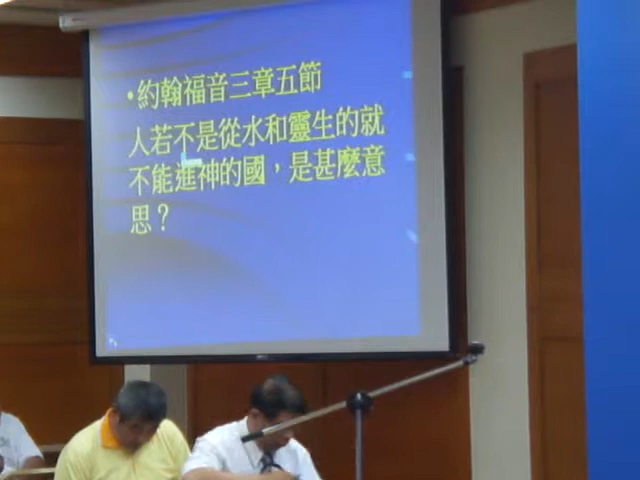 •約翰福音三章五節
人若不是從水和靈生的就
不能進神的國，是甚麼意
思？